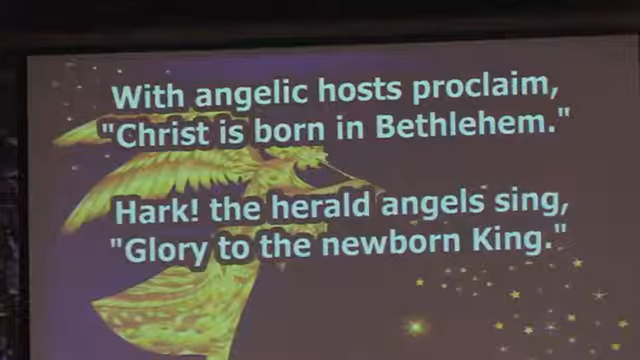 With angelic hosts proclaim,
"Christ is born in Bethlehem."
Hark! the herald angels sing,
"Glory to the newborn King."